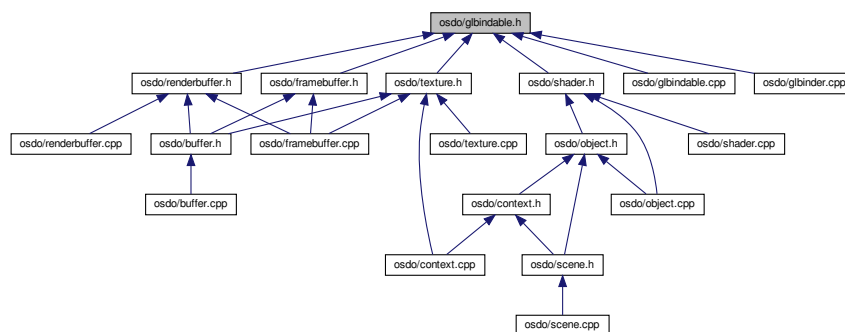 osdo/glbindable.h
osdo/renderbuffer.h
osdo/framebuffer.h
osdo/texture.h
osdo/shader.h
osdo/glbindable.cpp
osdo/glbinder.cpp
osdo/renderbuffer.cpp
osdo/buffer.h
osdo/framebuffer.cpp
osdo/texture.cpp
osdo/object.h
osdo/shader.cpp
osdo/buffer.cpp
osdo/context.h
osdo/object.cpp
osdo/context.cpp
osdo/scene.h
osdo/scene.cpp